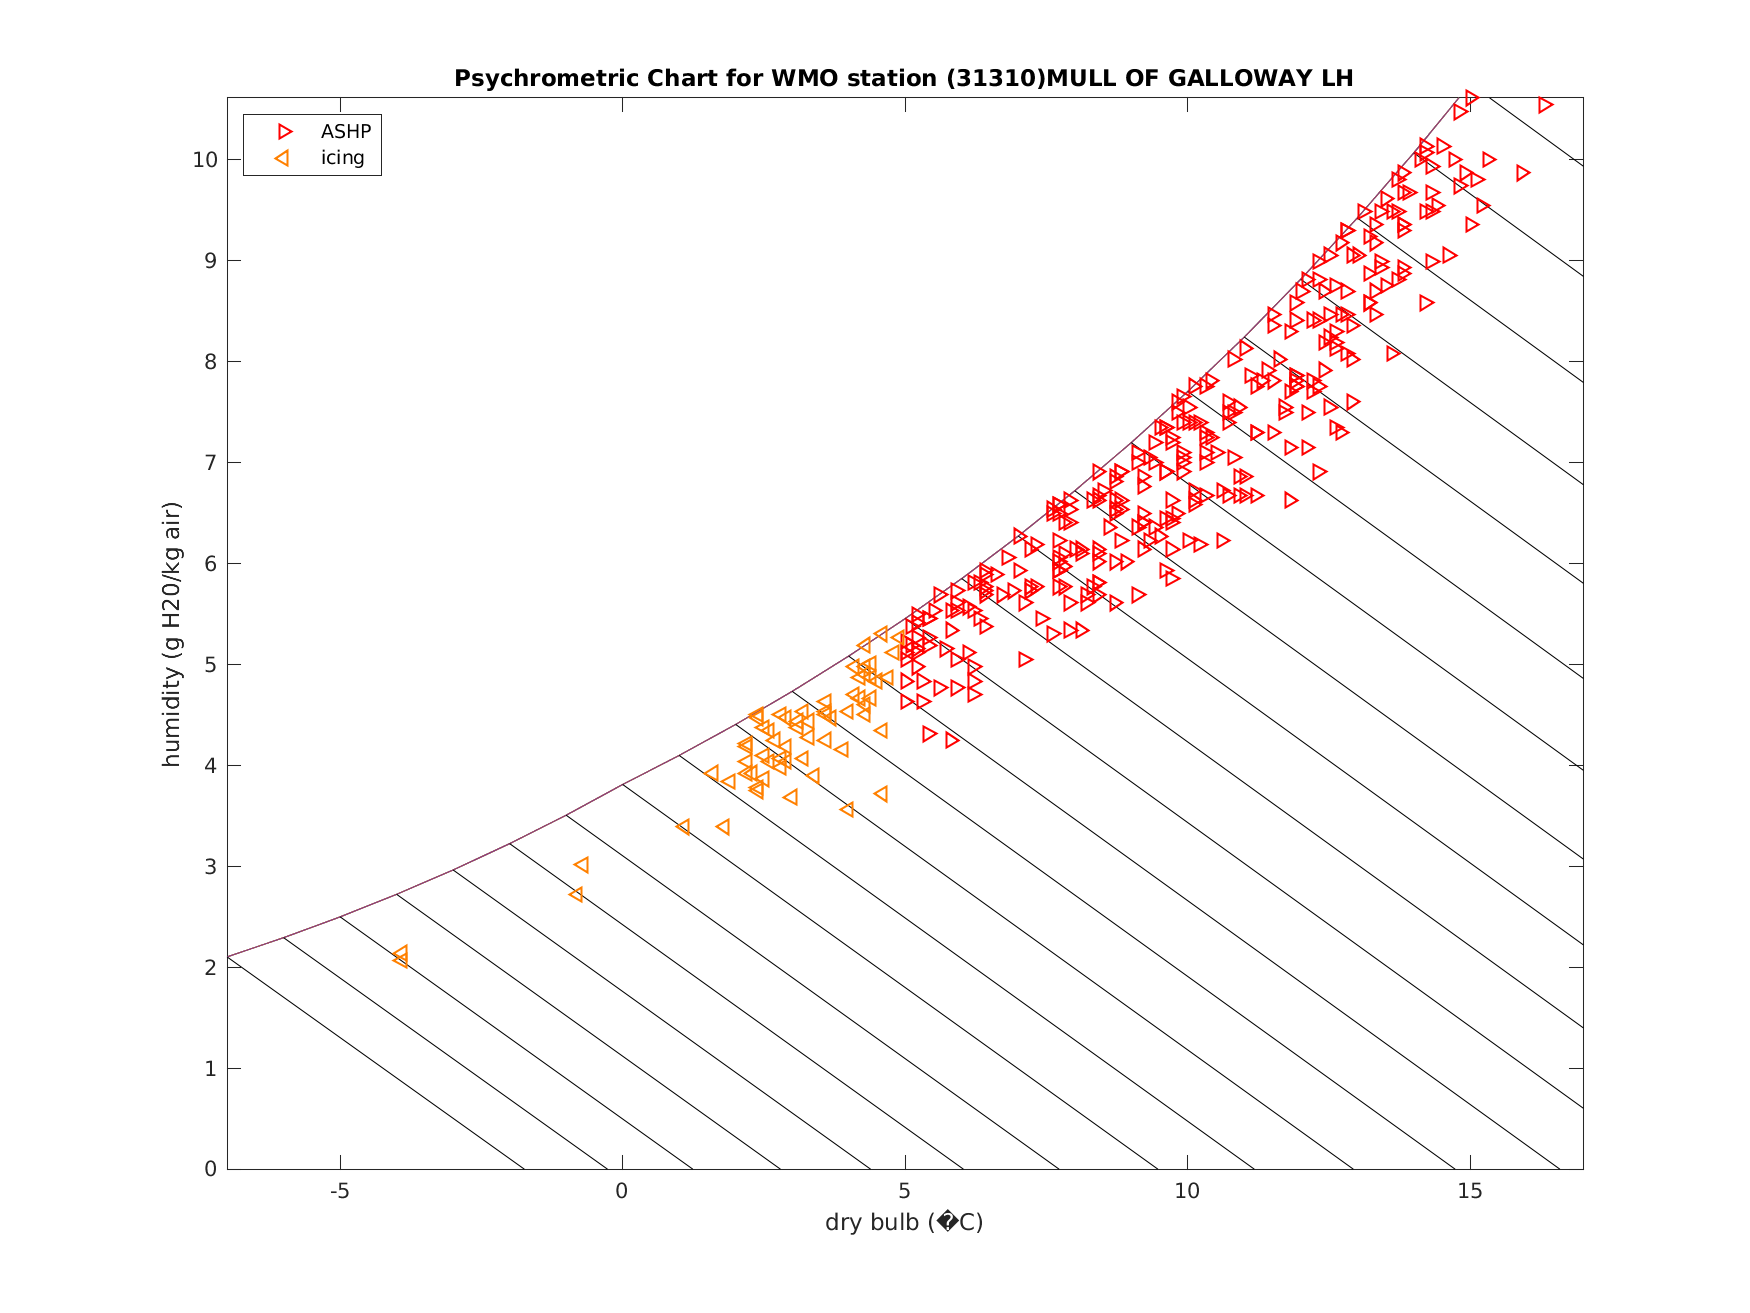 Psychrometric Chart for WMO station (31310)MULL OF GALLOWAY LH
ASHP
icing
humidity (g H20/kg air)
10
9
8
7
6
5
4
3
2
1
0
-5 0 5 10 15
dry bulb (�C)